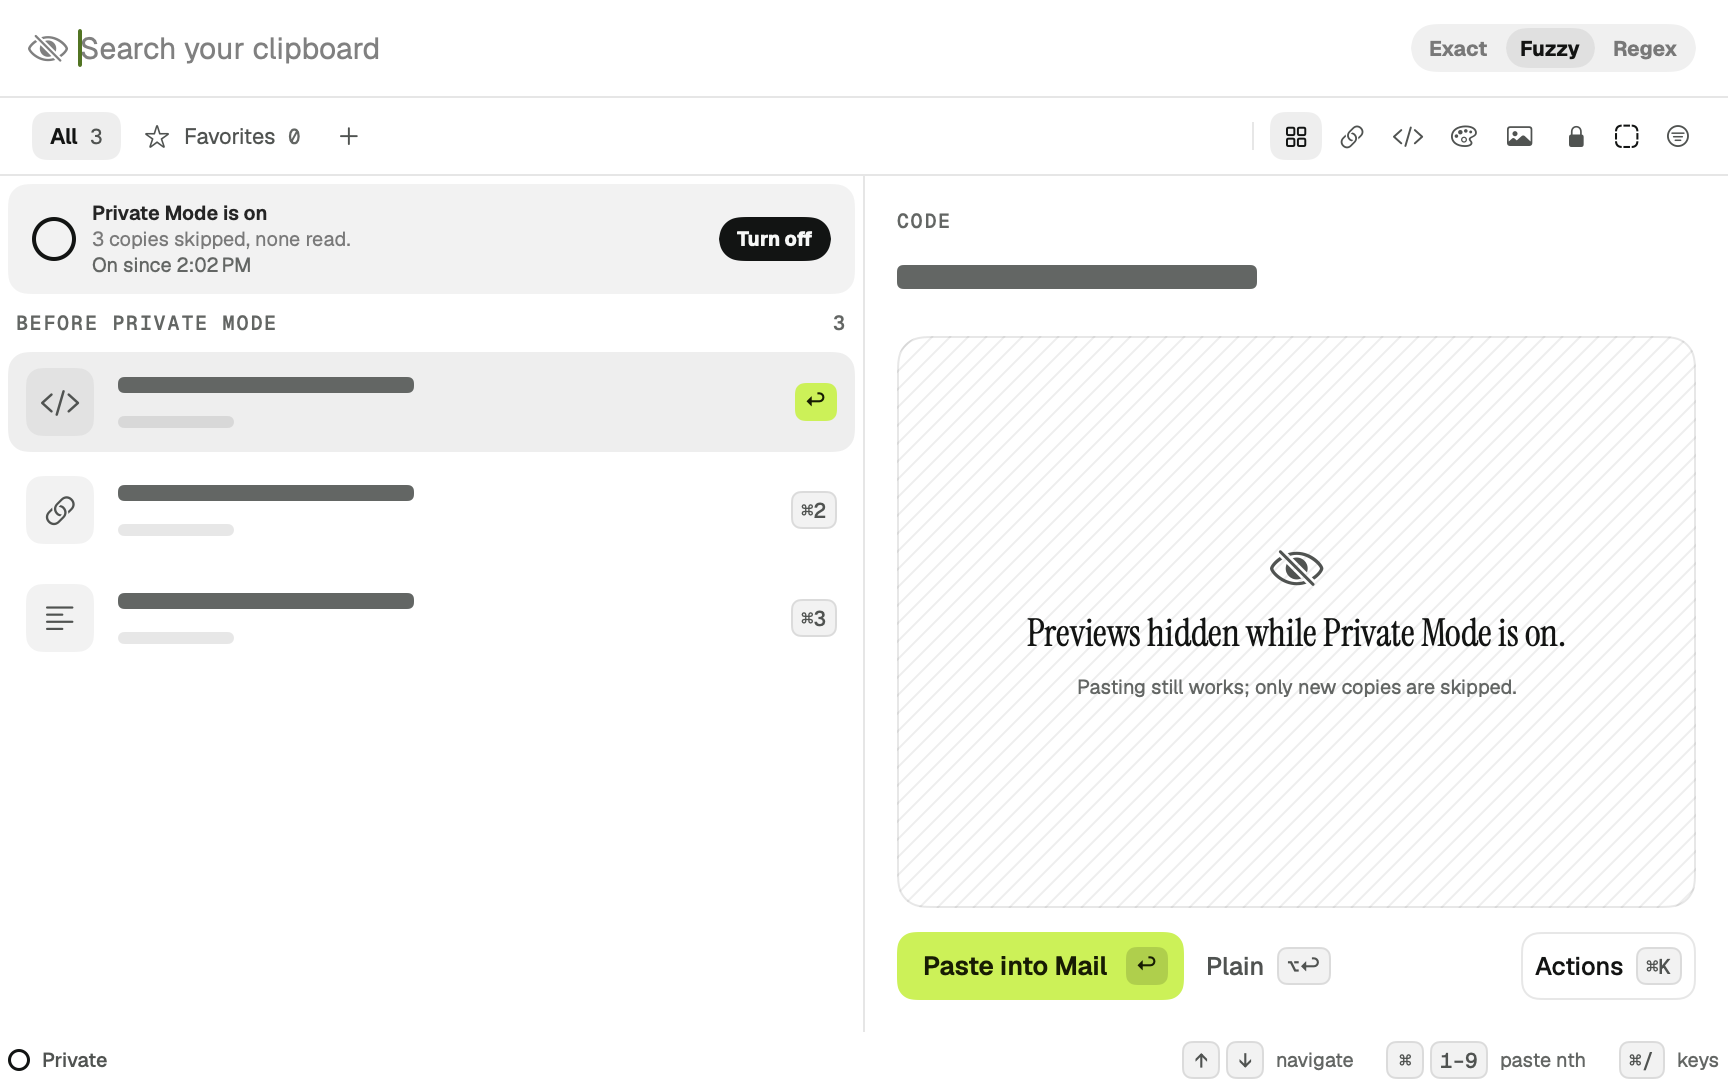 Search your clipboard
Exact Fuzzy Regex
All 3 Favorites 0
Private Mode is on
3 copies skipped, none read.
On since 2:02 PM
Turn off
BEFORE PRIVATE MODE 3
⌘2
⌘3
CODE
Previews hidden while Private Mode is on.
Pasting still works; only new copies are skipped.
Paste into Mail ↩ Plain ⌥↩ Actions ⌘K
Private
↑ ↓ navigate ⌘ 1–9 paste nth ⌘/ keys